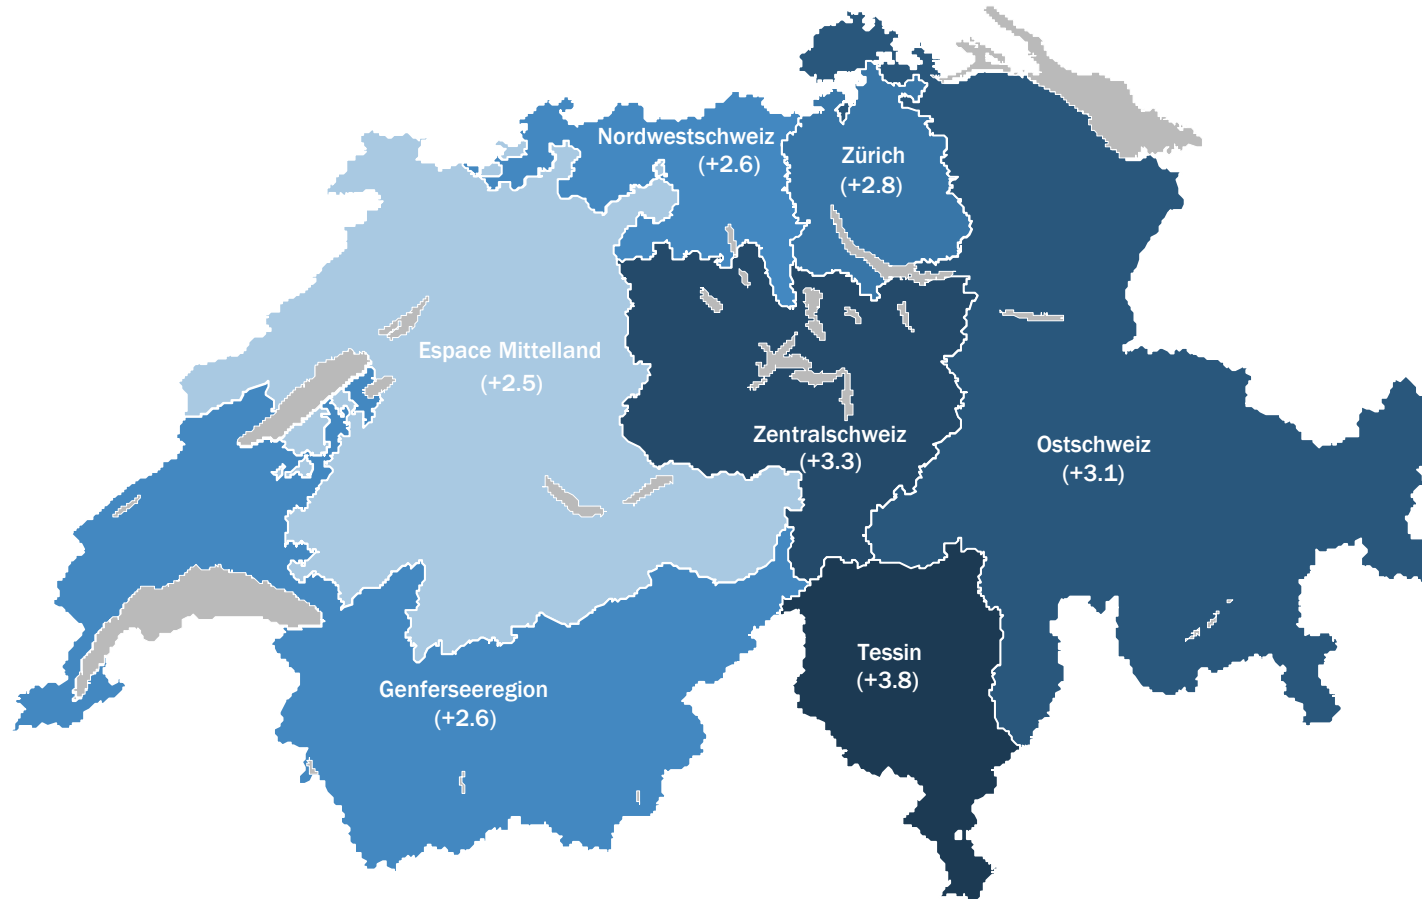 Nordwestschweiz
(+2.6)
Zürich
(+2.8)
Espace Mittelland
(+2.5)
Zentralschweiz
(+3.3)
Ostschweiz
(+3.1)
Tessin
(+3.8)
Genferseeregion
(+2.6)